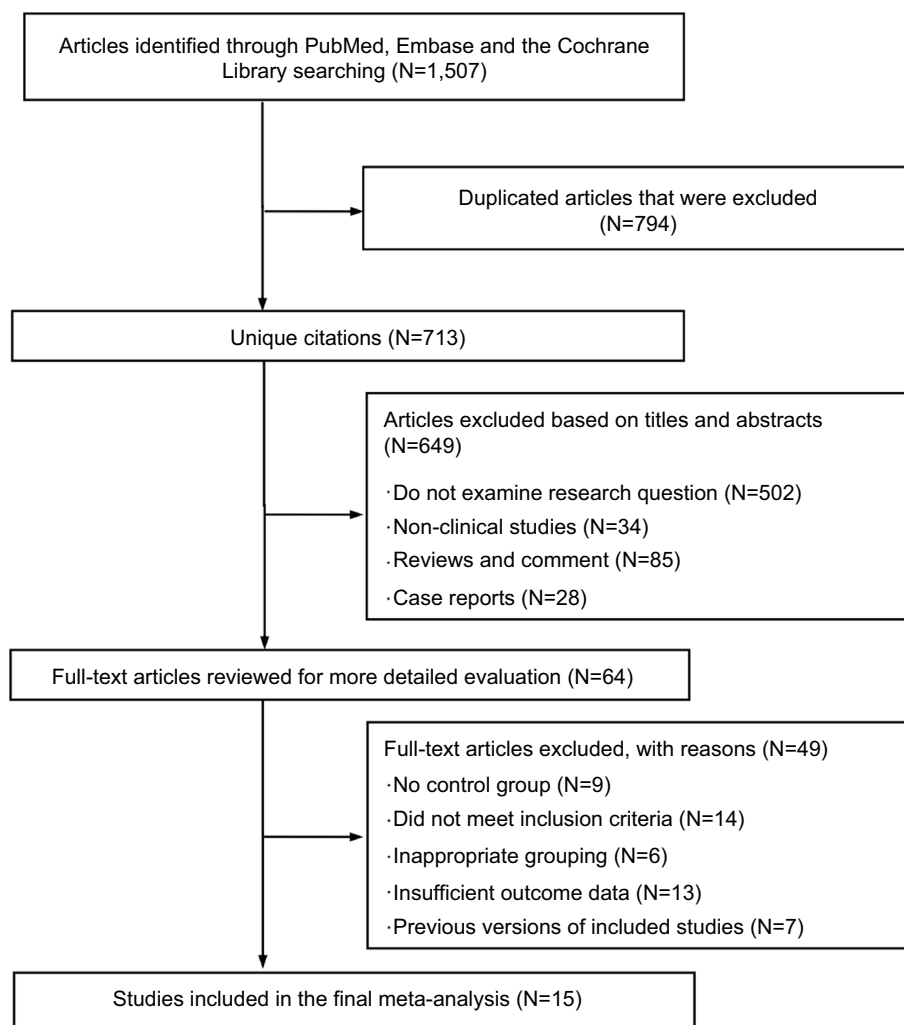 Articles identified through PubMed, Embase and the Cochrane
Library searching (N=1,507)
Duplicated articles that were excluded
(N=794)
Unique citations (N=713)
Articles excluded based on titles and abstracts
(N=649)
·Do not examine research question (N=502)
·Non-clinical studies (N=34)
·Reviews and comment (N=85)
·Case reports (N=28)
Full-text articles reviewed for more detailed evaluation (N=64)
Full-text articles excluded, with reasons (N=49)
·No control group (N=9)
·Did not meet inclusion criteria (N=14)
·Inappropriate grouping (N=6)
·Insufficient outcome data (N=13)
·Previous versions of included studies (N=7)
Studies included in the final meta-analysis (N=15)